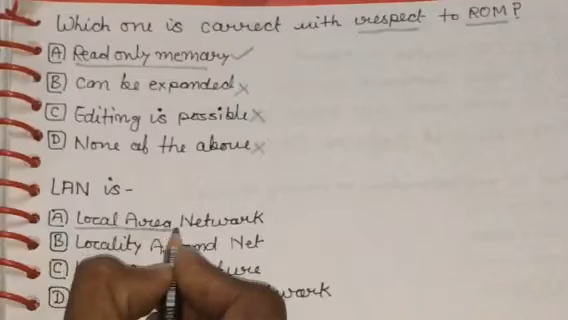 Which one is correct with respect to ROM?
A Read only memory
B Can be expanded
C Editing is possible
D None of the above
LAN is-
A Local Area Network
B Locality Net
C
D